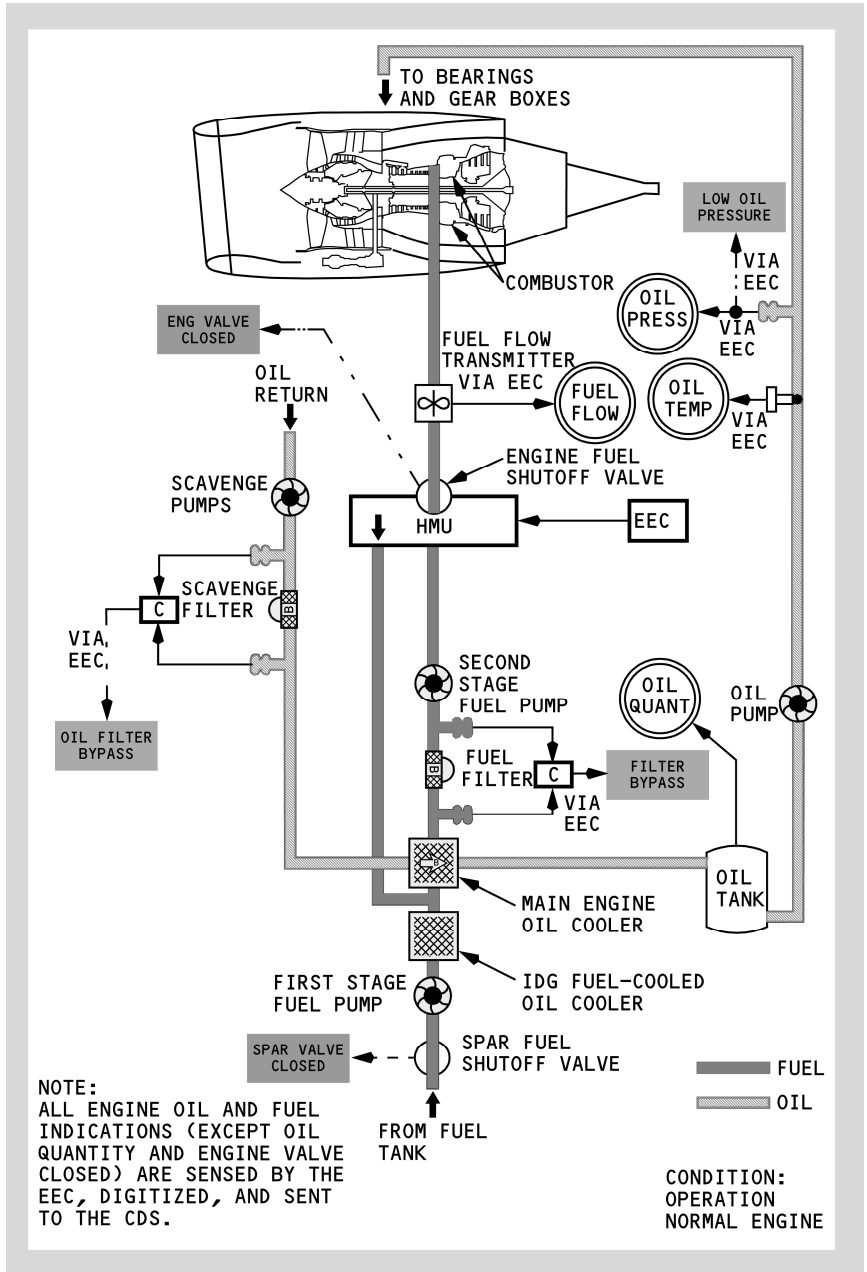 TO BEARINGS
AND GEAR BOXES
LOW OIL
PRESSURE
VIA
EEC
COMBUSTOR
OIL
PRESS
VIA
EEC
ENG VALVE
CLOSED
FUEL FLOW
TRANSMITTER
VIA EEC
OIL
RETURN
FUEL
FLOW
OIL
TEMP
VIA
EEC
ENGINE FUEL
SHUTOFF VALVE
SCAVENGE
PUMPS
HMU
EEC
SCAVENGE
FILTER
C
B
VIA
EEC
SECOND
STAGE
FUEL PUMP
OIL
QUANT
OIL
PUMP
OIL FILTER
BYPASS
FUEL
FILTER
B
C
FILTER
BYPASS
VIA
EEC
B
OIL
TANK
MAIN ENGINE
OIL COOLER
FIRST STAGE
FUEL PUMP
IDG FUEL-COOLED
OIL COOLER
SPAR VALVE
CLOSED
SPAR FUEL
SHUTOFF VALVE
FUEL
OIL
FROM FUEL
TANK
NOTE:
ALL ENGINE OIL AND FUEL
INDICATIONS (EXCEPT OIL
QUANTITY AND ENGINE VALVE
CLOSED) ARE SENSED BY THE
EEC, DIGITIZED, AND SENT
TO THE CDS.
CONDITION:
OPERATION
NORMAL ENGINE